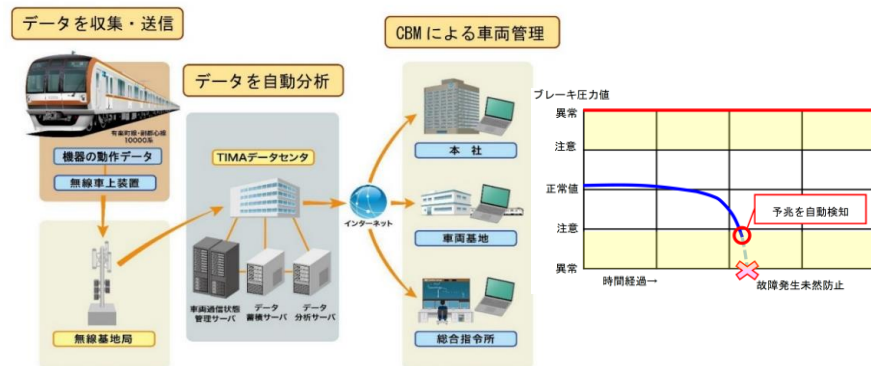 データを収集・送信
有楽町線・副都心線
10000系
機器の動作データ
無線車上装置
無線基地局
データを自動分析
TIMAデータセンタ
車両通信状態
管理サーバ
データ
蓄積サーバ
データ
分析サーバ
インターネット
CBMによる車両管理
本社
車両基地
総合指令所
ブレーキ圧力値
異常
注意
正常値
注意
異常
予兆を自動検知
時間経過→
故障発生未然防止